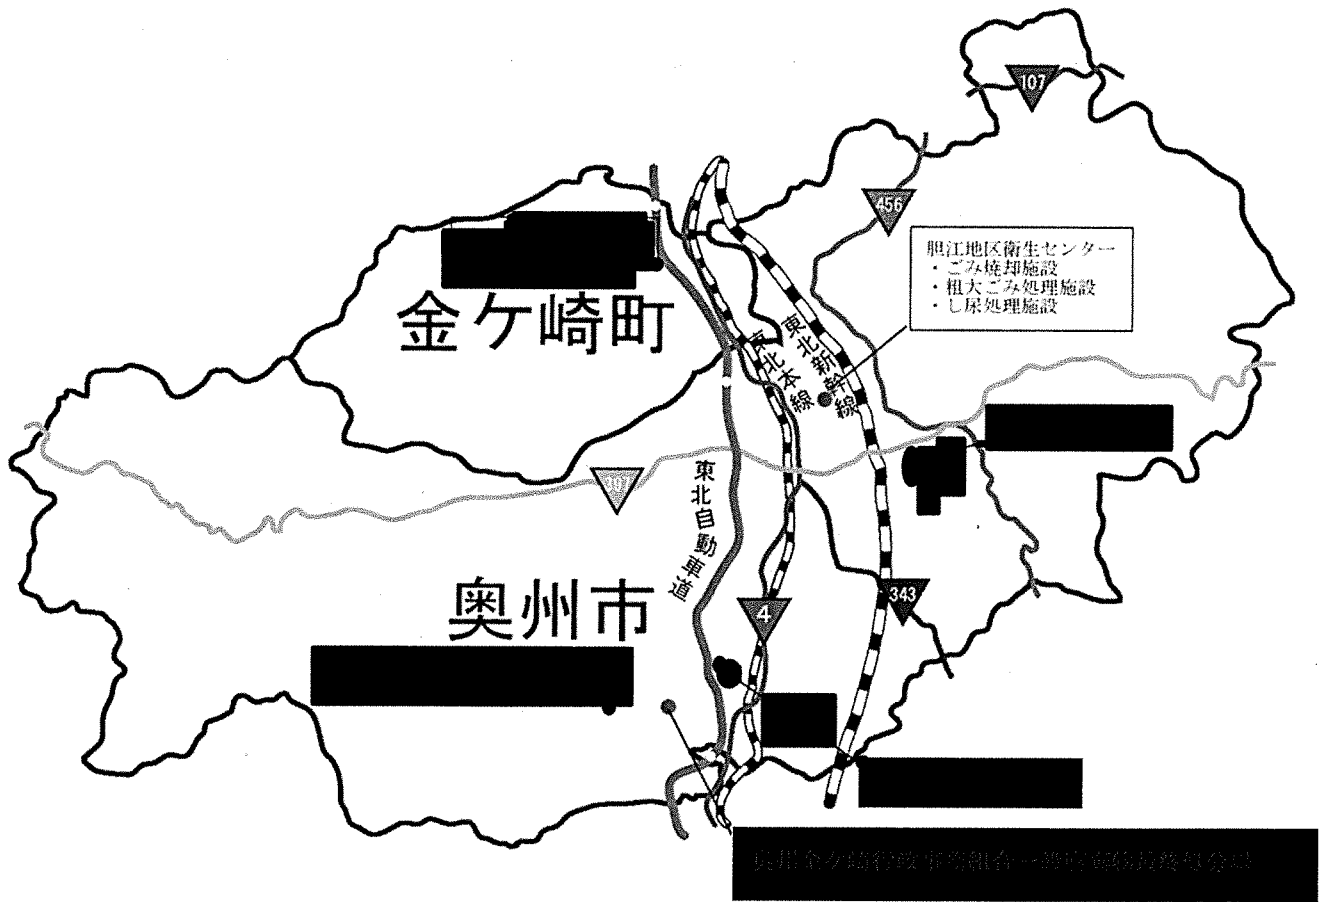 107
456
胆江地区衛生センター
・ごみ焼却施設
・粗大ごみ処理施設
・し尿処理施設
金ケ崎町
東北本線
東北新幹線
東北自動車道
奥州市
4
343